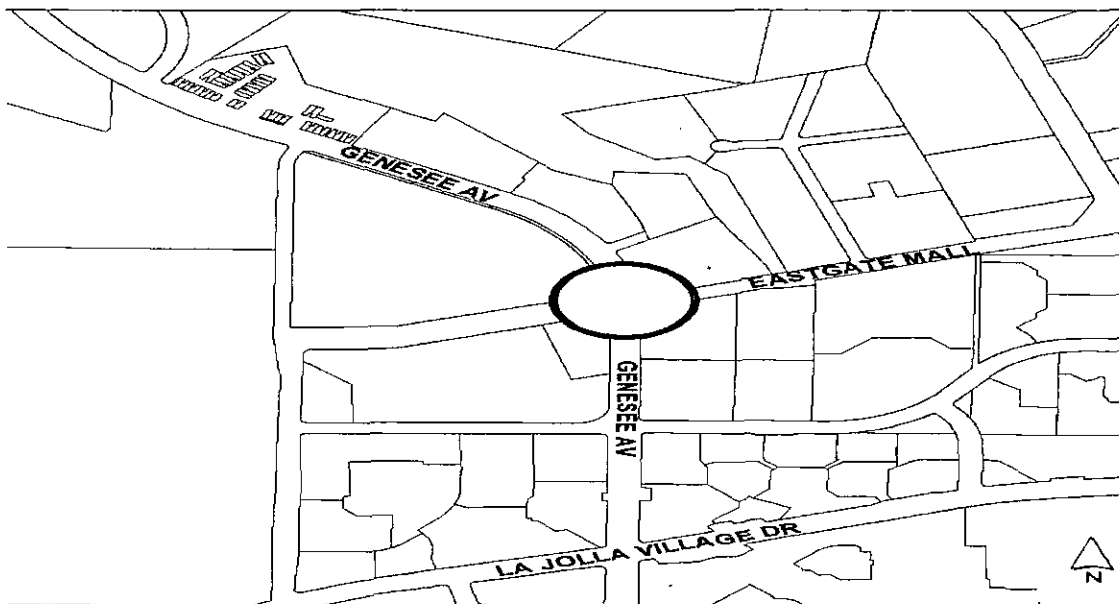 GENESEE AV
EASTGATE MALL
GENESEE AV
LA JOLLA VILLAGE DR
N